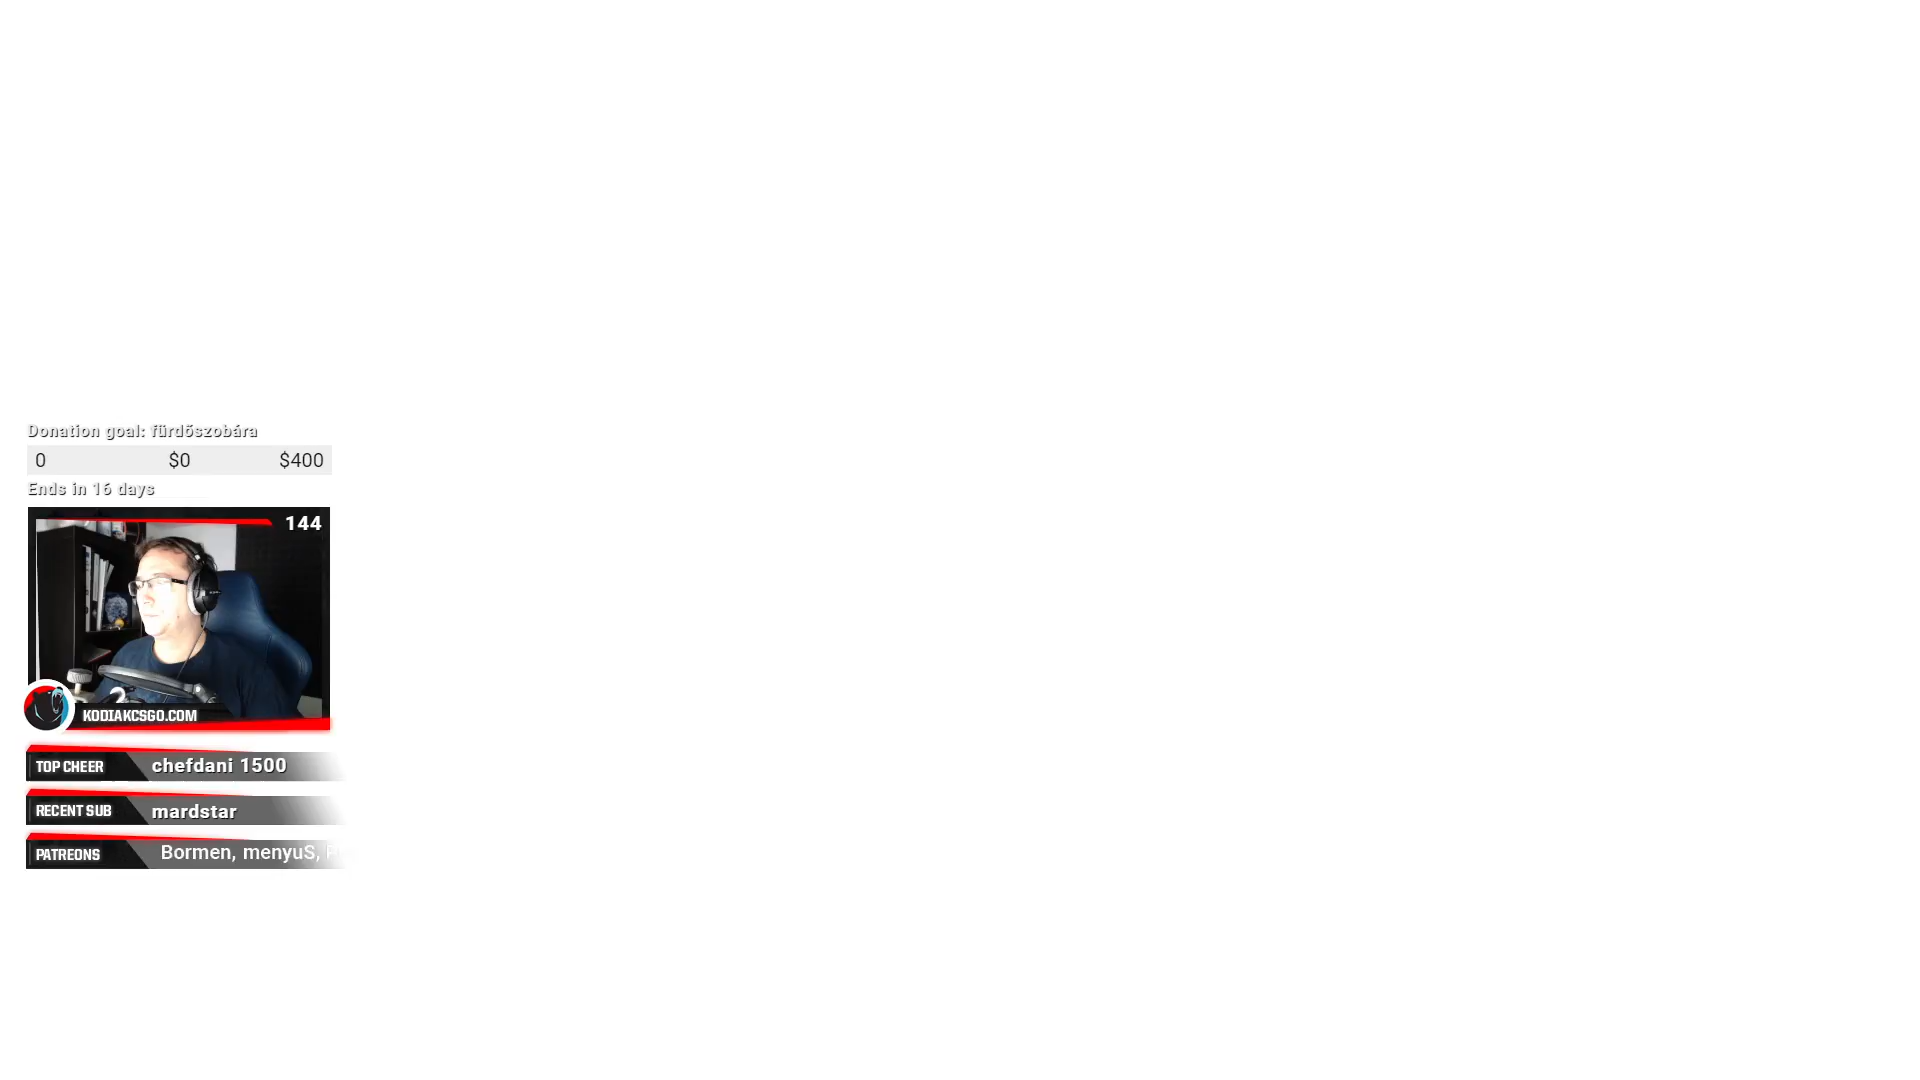 Donation goal: fürdőszobára
0 $0 $400
Ends in 16 days
144
KODIAKCSGO.COM
TOP CHEER chefdani 1500
RECENT SUB mardstar
PATREONS Bormen, menyuS,